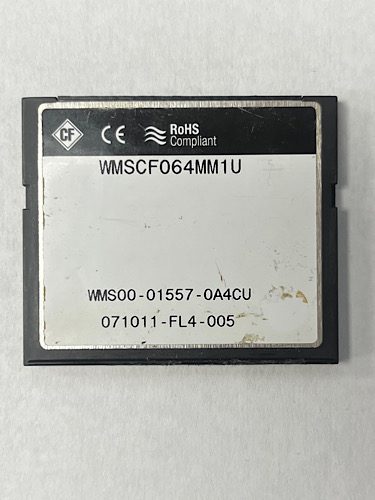 CF CE RoHS
Compliant
WMSCF064MM1U
WMS00-01557-0A4CU
071011-FL4-005